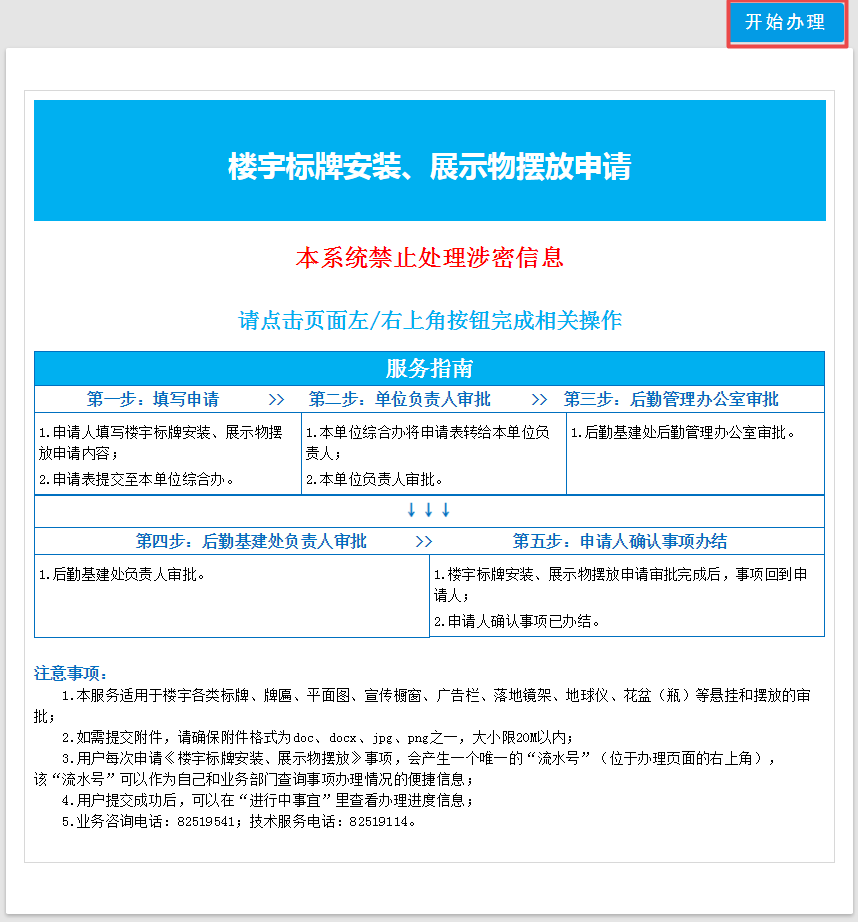 开始办理
楼宇标牌安装、展示物摆放申请
本系统禁止处理涉密信息
请点击页面左/右上角按钮完成相关操作
服务指南
第一步：填写申请 >> 第二步：单位负责人审批 >> 第三步：后勤管理办公室审批
1.申请人填写楼宇标牌安装、展示物摆
放申请内容；
2.申请表提交至本单位综合办。
1.本单位综合办将申请表转给本单位负
责人；
2.本单位负责人审批。
1.后勤基建处后勤管理办公室审批。
↓↓↓
第四步：后勤基建处负责人审批 >> 第五步：申请人确认事项办结
1.后勤基建处负责人审批。
1.楼宇标牌安装、展示物摆放申请审批完成后，事项回到申
请人；
2.申请人确认事项已办结。
注意事项：
1.本服务适用于楼宇各类标牌、牌匾、平面图、宣传橱窗、广告栏、落地镜架、地球仪、花盆（瓶）等悬挂和摆放的审
批；
2.如需提交附件，请确保附件格式为doc、docx、jpg、png之一，大小限20M以内；
3.用户每次申请《楼宇标牌安装、展示物摆放》事项，会产生一个唯一的“流水号”（位于办理页面的右上角），
该“流水号”可以作为自己和业务部门查询事项办理情况的便捷信息；
4.用户提交成功后，可以在“进行中事宜”里查看办理进度信息；
5.业务咨询电话：82519541；技术服务电话：82519114。